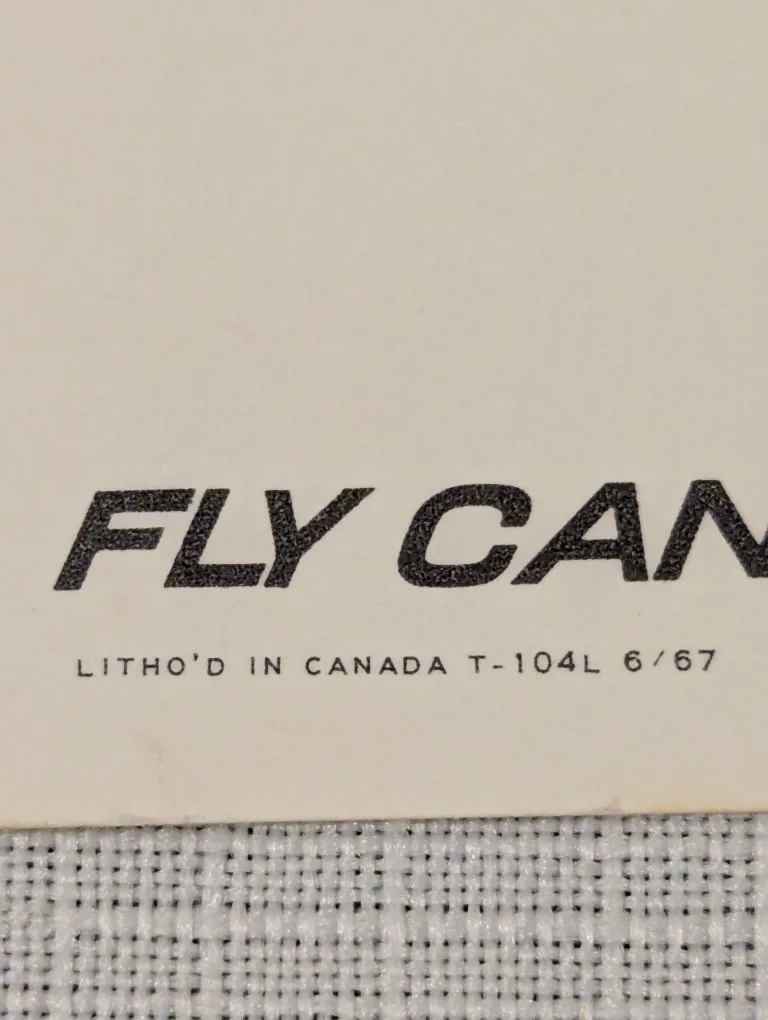 FLY CAN
LITHO'D IN CANADA T-104L 6/67